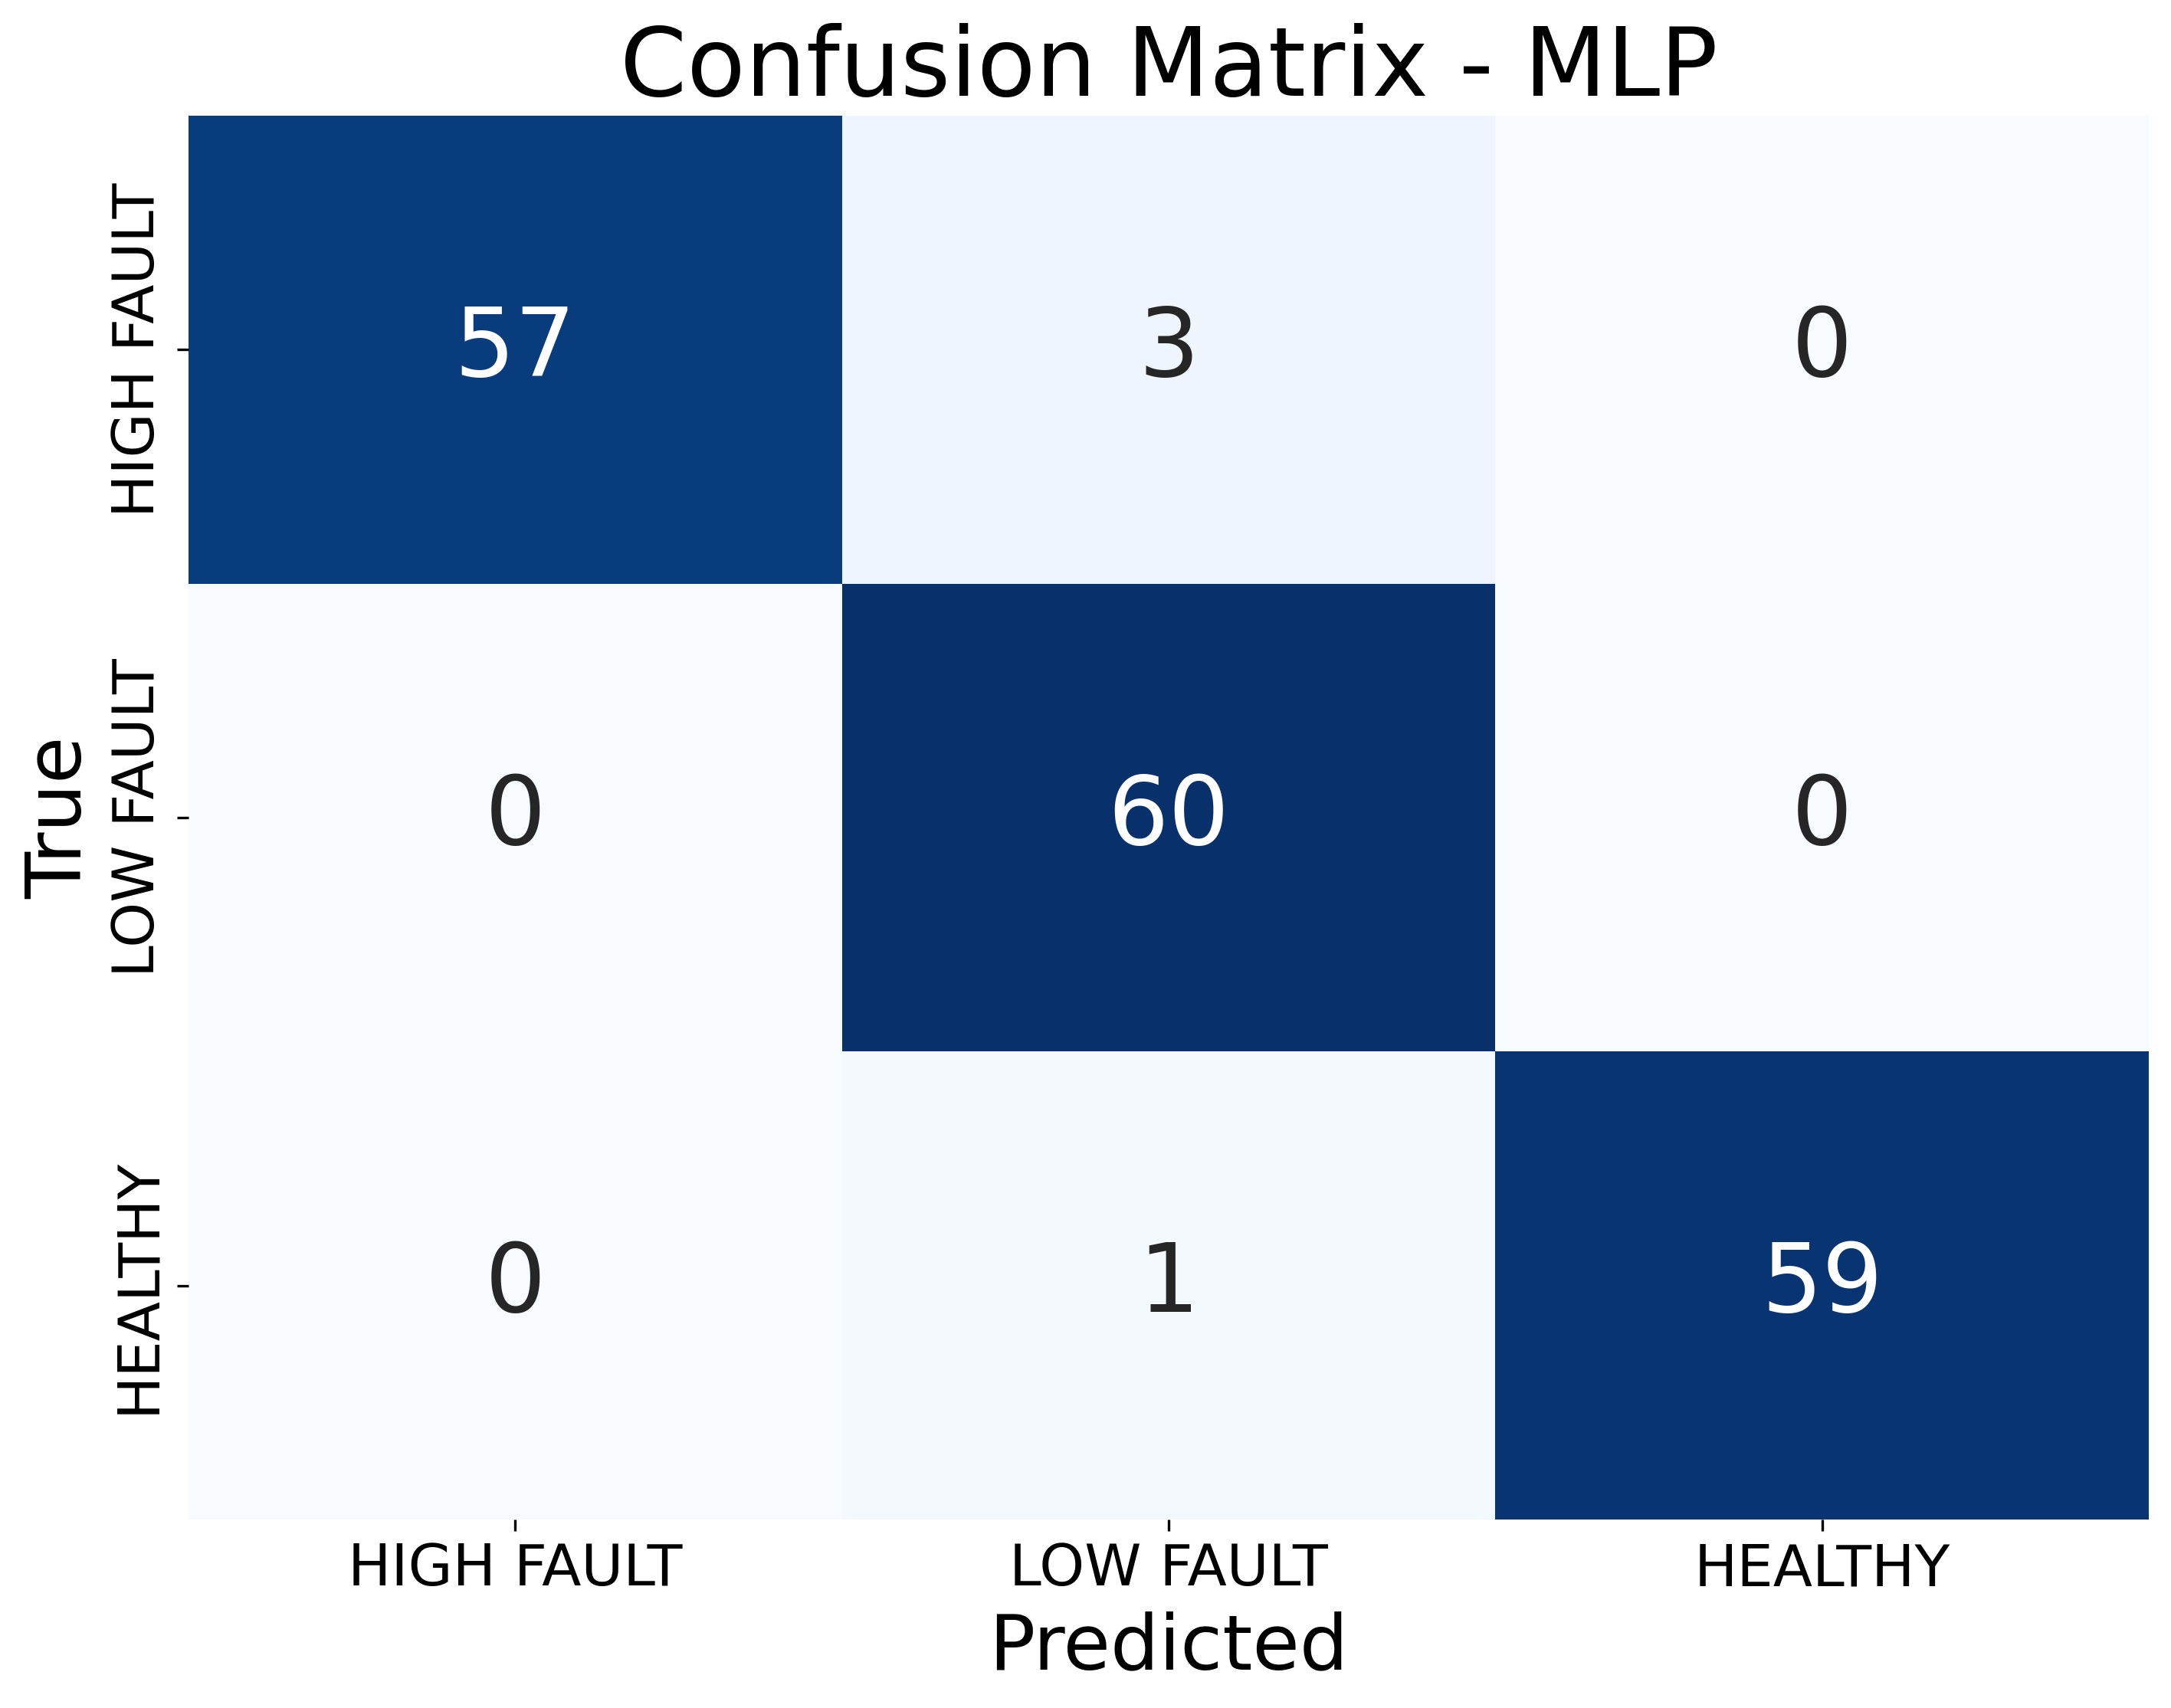 Confusion Matrix - MLP
True
HIGH FAULT
57 3 0
LOW FAULT
0 60 0
HEALTHY
0 1 59
HIGH FAULT LOW FAULT HEALTHY
Predicted